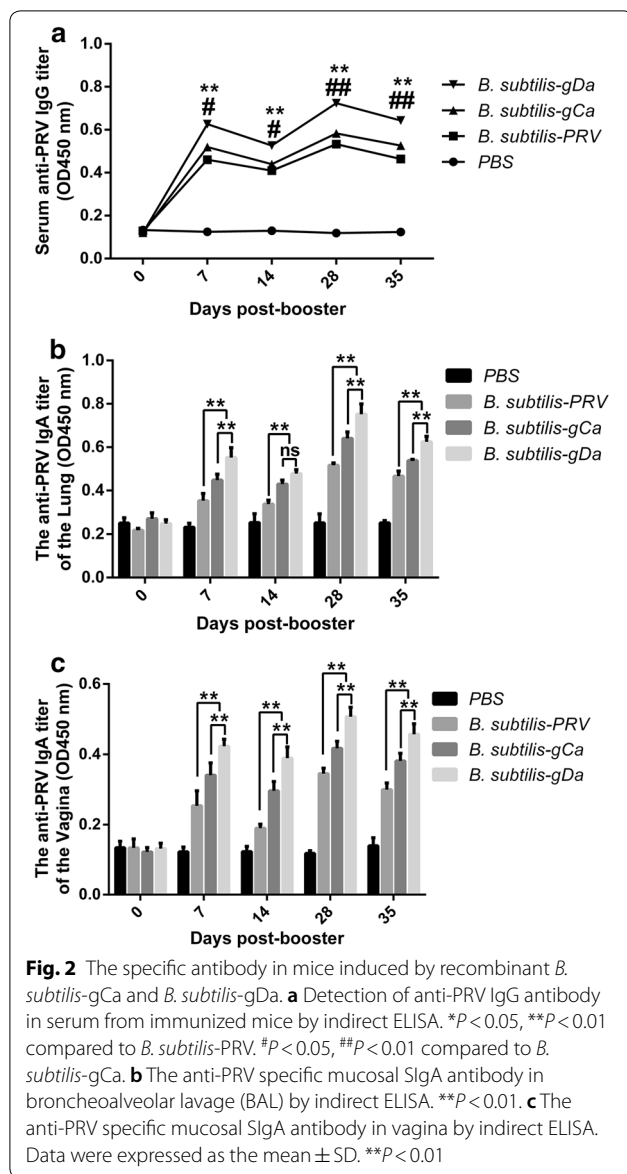 a
Serum anti-PRV IgG titer
(OD450 nm)
1.0
0.8
0.6
0.4
0.2
0.0
**
#
**
#
**
##
**
##
0
7
14
28
35
Days post-booster
B. subtilis-gDa
B. subtilis-gCa
B. subtilis-PRV
PBS
b
The anti-PRV IgA titer
of the Lung (OD450 nm)
1.0
0.8
0.6
0.4
0.2
0.0
**
**
**
ns
**
**
**
**
0
7
14
28
35
Days post-booster
PBS
B. subtilis-PRV
B. subtilis-gCa
B. subtilis-gDa
c
The anti-PRV IgA titer
of the Vagina (OD450 nm)
0.6
0.4
0.2
0.0
**
**
**
**
**
**
**
**
0
7
14
28
35
Days post-booster
PBS
B. subtilis-PRV
B. subtilis-gCa
B. subtilis-gDa
Fig. 2 The specific antibody in mice induced by recombinant B.
subtilis-gCa and B. subtilis-gDa. a Detection of anti-PRV IgG antibody
in serum from immunized mice by indirect ELISA. *P < 0.05, **P < 0.01
compared to B. subtilis-PRV. #P < 0.05, ##P < 0.01 compared to B.
subtilis-gCa. b The anti-PRV specific mucosal SIgA antibody in
broncheoalveolar lavage (BAL) by indirect ELISA. **P < 0.01. c The
anti-PRV specific mucosal SIgA antibody in vagina by indirect ELISA.
Data were expressed as the mean ± SD. **P < 0.01